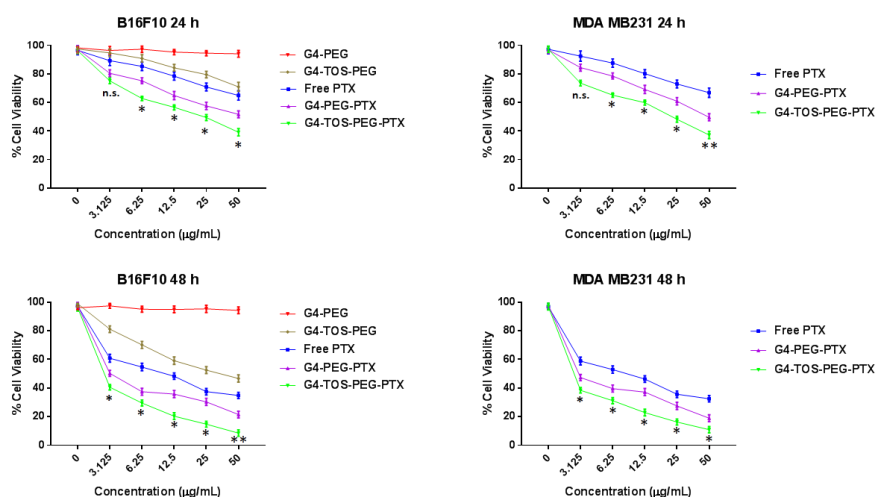 B16F10 24 h
% Cell Viability
100
80
60
40
20
0
n.s.
*
*
*
*
0
3.125
6.25
12.5
25
50
Concentration (µg/mL)
G4-PEG
G4-TOS-PEG
Free PTX
G4-PEG-PTX
G4-TOS-PEG-PTX
MDA MB231 24 h
% Cell Viability
100
80
60
40
20
0
n.s.
*
*
*
**
0
3.125
6.25
12.5
25
50
Concentration (µg/mL)
Free PTX
G4-PEG-PTX
G4-TOS-PEG-PTX
B16F10 48 h
% Cell Viability
100
80
60
40
20
0
*
*
*
*
**
0
3.125
6.25
12.5
25
50
Concentration (µg/mL)
G4-PEG
G4-TOS-PEG
Free PTX
G4-PEG-PTX
G4-TOS-PEG-PTX
MDA MB231 48 h
% Cell Viability
100
80
60
40
20
0
*
*
*
*
*
0
3.125
6.25
12.5
25
50
Concentration (µg/mL)
Free PTX
G4-PEG-PTX
G4-TOS-PEG-PTX